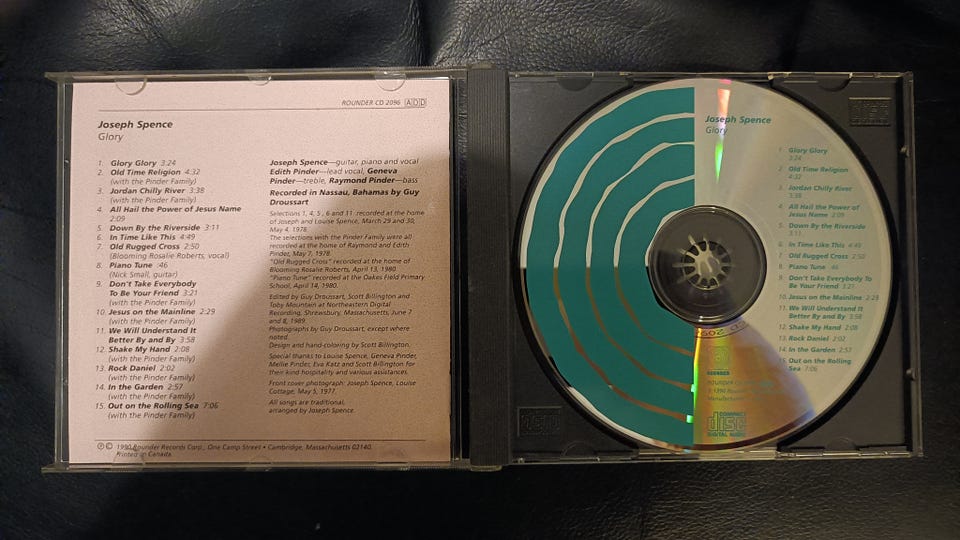 ROUNDER CD 2096 ADD
Joseph Spence
Glory
1. Glory Glory 3:24
2. Old Time Religion 4:32
(with the Pinder Family)
3. Jordan Chilly River 3:38
(with the Pinder Family)
4. All Hail the Power of Jesus Name
2:09
5. Down By the Riverside 3:11
6. In Time Like This 4:49
7. Old Rugged Cross 2:50
(Blooming Rosalie Roberts, vocal)
8. Piano Tune :46
(Nick Small, guitar)
9. Don't Take Everybody
To Be Your Friend 3:21
(with the Pinder Family)
10. Jesus on the Mainline 2:29
(with the Pinder Family)
11. We Will Understand It
Better By and By 3:58
12. Shake My Hand 2:08
(with the Pinder Family)
13. Rock Daniel 2:02
(with the Pinder Family)
14. In the Garden 2:57
(with the Pinder Family)
15. Out on the Rolling Sea 7:06
(with the Pinder Family)
Joseph Spence—guitar, piano and vocal
Edith Pinder—lead vocal, Geneva
Pinder—treble, Raymond Pinder—bass
Recorded in Nassau, Bahamas by Guy
Droussart
Selections 1, 4, 5, 6 and 11 recorded at the home
of Joseph and Louise Spence, March 29 and 30,
May 4, 1978.
The selections with the Pinder Family were all
recorded at the home of Raymond and Edith
Pinder, May 7, 1978.
"Old Rugged Cross" recorded at the home of
Blooming Rosalie Roberts, April 13, 1980.
"Piano Tune" recorded at the Oakes Field Primary
School, April 14, 1980.
Edited by Guy Droussart, Scott Billington and
Toby Mountain at Northeastern Digital
Recording, Shrewsbury, Massachusetts, June 7
and 8, 1989.
Photographs by Guy Droussart, except where
noted.
Design and hand-coloring by Scott Billington.
Special thanks to Louise Spence, Geneva Pinder,
Mellie Pinder, Eva Katz and Scott Billington for
their kind hospitality and various assistances.
Front cover photograph: Joseph Spence, Louise
Cottage, May 5, 1977.
All songs are traditional,
arranged by Joseph Spence.
℗ © 1990 Rounder Records Corp., One Camp Street • Cambridge, Massachusetts 02140.
Printed in Canada.
Joseph Spence
Glory
1 Glory Glory
3:24
2 Old Time Religion
4:32
3 Jordan Chilly River
3:38
4 All Hail the Power of
Jesus Name 2:09
5 Down By the Riverside
3:11
6 In Time Like This 4:49
7 Old Rugged Cross 2:50
8 Piano Tune :46
9 Don't Take Everybody To
Be Your Friend 3:21
10 Jesus on the Mainline 2:29
11 We Will Understand It
Better By and By 3:58
12 Shake My Hand 2:08
13 Rock Daniel 2:02
14 In the Garden 2:57
15 Out on the Rolling
Sea 7:06
ROUNDER
COMPACT
disc
DIGITAL AUDIO